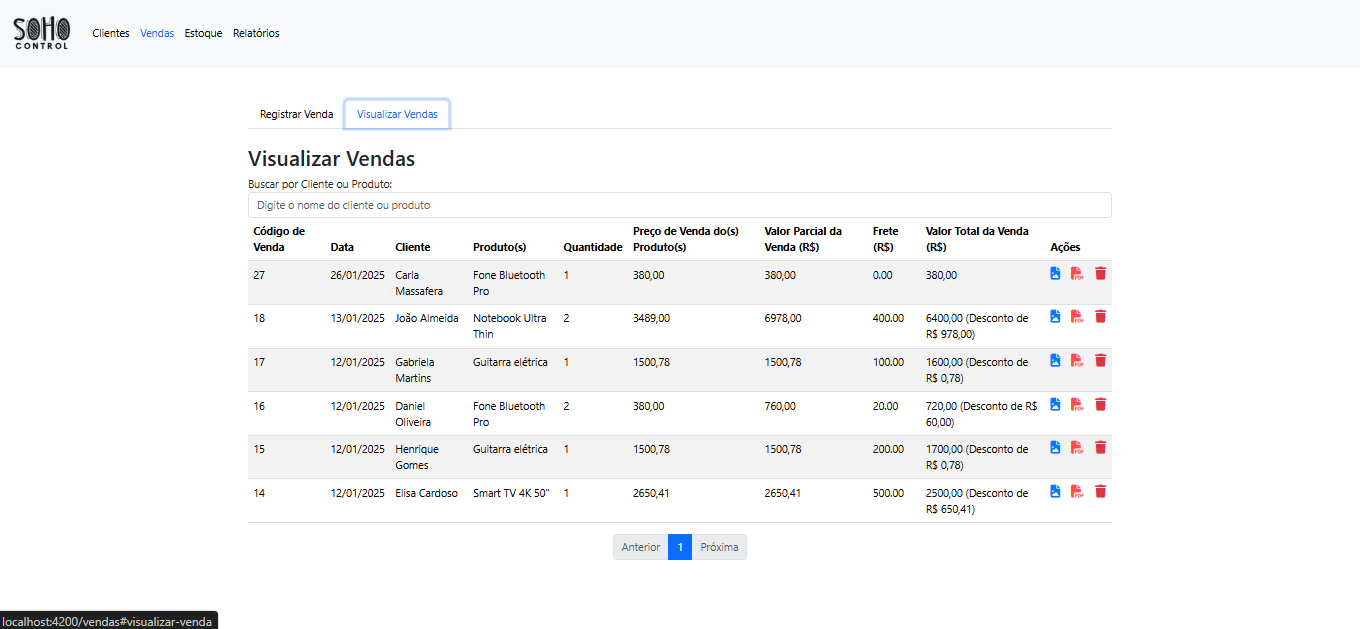 SOHO
CONTROL
Clientes Vendas Estoque Relatórios
Registrar Venda Visualizar Vendas
Visualizar Vendas
Buscar por Cliente ou Produto:
Digite o nome do cliente ou produto
Código de Venda Data Cliente Produto(s) Quantidade Preço de Venda do(s) Produto(s) Valor Parcial da Venda (R$) Frete (R$) Valor Total da Venda (R$) Ações
27 26/01/2025 Carla Massafera Fone Bluetooth Pro 1 380,00 380,00 0.00 380,00 PDF
18 13/01/2025 João Almeida Notebook Ultra Thin 2 3489,00 6978,00 400.00 6400,00 (Desconto de R$ 978,00) PDF
17 12/01/2025 Gabriela Martins Guitarra elétrica 1 1500,78 1500,78 100.00 1600,00 (Desconto de R$ 0,78) PDF
16 12/01/2025 Daniel Oliveira Fone Bluetooth Pro 2 380,00 760,00 20.00 720,00 (Desconto de R$ 60,00) PDF
15 12/01/2025 Henrique Gomes Guitarra elétrica 1 1500,78 1500,78 200.00 1700,00 (Desconto de R$ 0,78) PDF
14 12/01/2025 Elisa Cardoso Smart TV 4K 50" 1 2650,41 2650,41 500.00 2500,00 (Desconto de R$ 650,41) PDF
Anterior 1 Próxima
localhost:4200/vendas#visualizar-venda